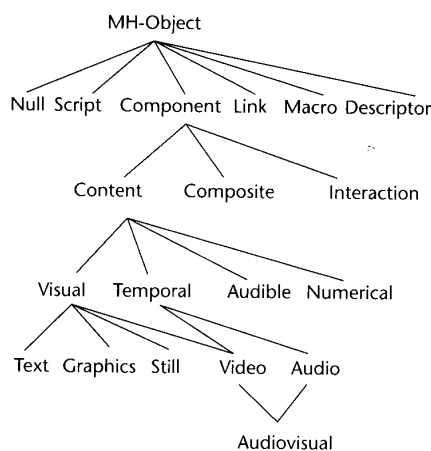 MH-Object
Null Script Component Link Macro Descriptor
Content Composite Interaction
Visual Temporal Audible Numerical
Text Graphics Still Video Audio
Audiovisual